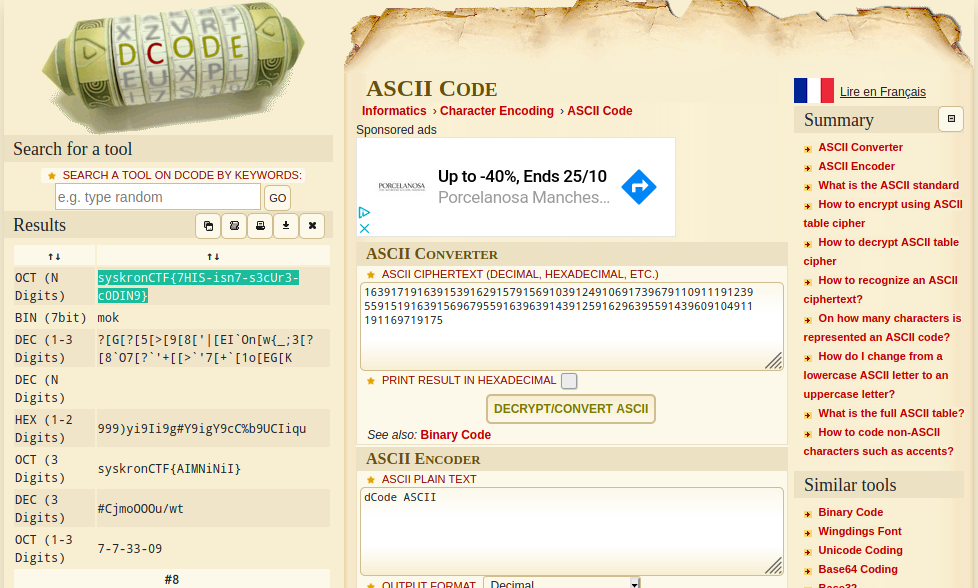 X Z V R T
D C O D E
E U X P L
Search for a tool
SEARCH A TOOL ON DCODE BY KEYWORDS:
e.g. type random
GO
Results
↑↓ ↑↓
OCT (N Digits) syskronCTF{7HIS-isn7-s3cUr3-
c0DIN9}
BIN (7bit) mok
DEC (1-3 Digits) ?[G[?[5[>[9[8['|[EI`On[w{_;3[?
[8`O7[?`'+[[>`'7[+`[1o[EG[K
DEC (N
Digits)
HEX (1-2
Digits) 999)yi9Ii9g#Y9igY9cC%b9UCIiqu
OCT (3
Digits) syskronCTF{AIMNiNiI}
DEC (3
Digits) #CjmoOOOu/wt
OCT (1-3
Digits) 7-7-33-09
#8
ASCII CODE
Informatics › Character Encoding › ASCII Code
Sponsored ads
PORCELANOSA
Up to -40%, Ends 25/10
Porcelanosa Manches...
ASCII CONVERTER
ASCII CIPHERTEXT (DECIMAL, HEXADECIMAL, ETC.)
1639171916391539162915791569103912491069173967911091119123 9
559151916391569679559163963914391259162963955914396091049 11
191169719175
PRINT RESULT IN HEXADECIMAL
DECRYPT/CONVERT ASCII
See also: Binary Code
ASCII ENCODER
ASCII PLAIN TEXT
dCode ASCII
OUTPUT FORMAT Decimal
Lire en Français
Summary
ASCII Converter
ASCII Encoder
What is the ASCII standard
How to encrypt using ASCII
table cipher
How to decrypt ASCII table
cipher
How to recognize an ASCII
ciphertext?
On how many characters is
represented an ASCII code?
How do I change from a
lowercase ASCII letter to an
uppercase letter?
What is the full ASCII table?
How to code non-ASCII
characters such as accents?
Similar tools
Binary Code
Wingdings Font
Unicode Coding
Base64 Coding
Base32